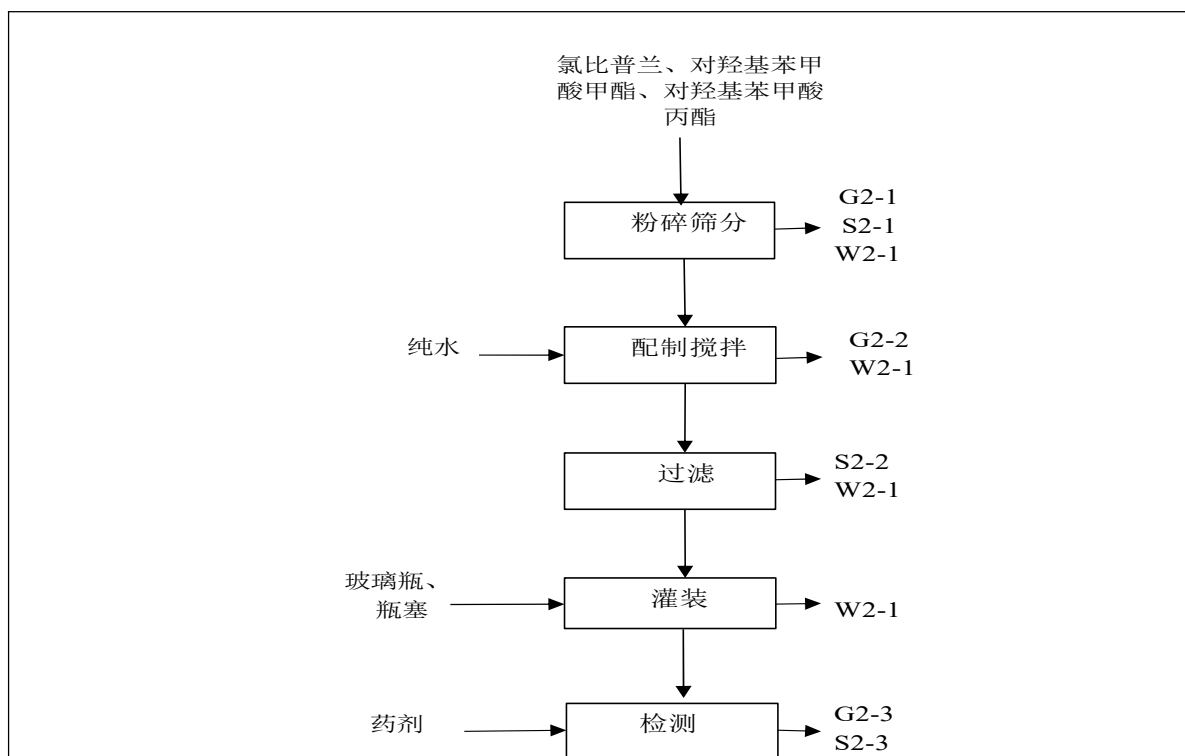 氯比普兰、对羟基苯甲
酸甲酯、对羟基苯甲酸
丙酯
G2-1
粉碎筛分
S2-1
W2-1
纯水
配制搅拌
G2-2
W2-1
过滤
S2-2
W2-1
玻璃瓶、
瓶塞
灌装
W2-1
药剂
检测
G2-3
S2-3